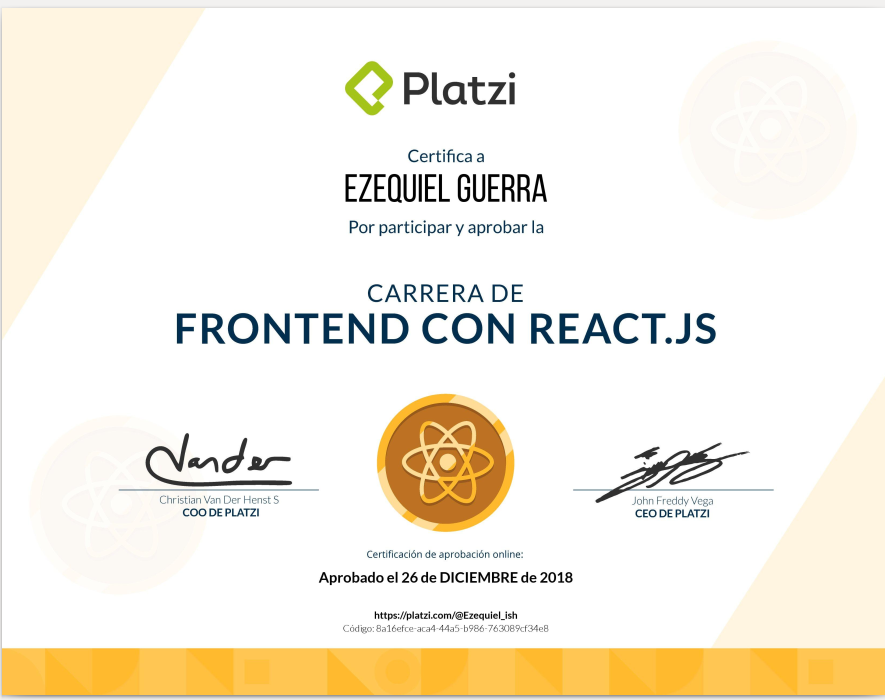 Platzi
Certifica a
EZEQUIEL GUERRA
Por participar y aprobar la
CARRERA DE
FRONTEND CON REACT.JS
Vander
Christian Van Der Henst S
COO DE PLATZI
John Freddy Vega
CEO DE PLATZI
Certificación de aprobación online:
Aprobado el 26 de DICIEMBRE de 2018
https://platzi.com/@Ezequiel_ish
Código: 8a16efce-aca4-44a5-b986-763089cf34e8